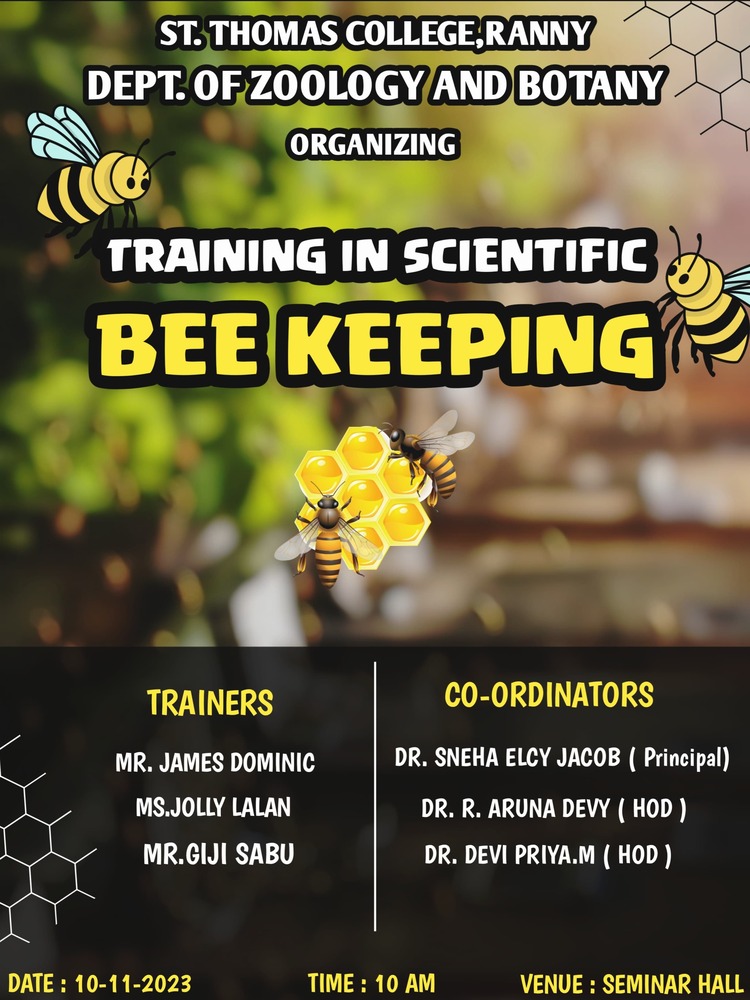 ST. THOMAS COLLEGE,RANNY
DEPT. OF ZOOLOGY AND BOTANY
ORGANIZING
TRAINING IN SCIENTIFIC
BEE KEEPING
TRAINERS
MR. JAMES DOMINIC
MS.JOLLY LALAN
MR.GIJI SABU
CO-ORDINATORS
DR. SNEHA ELCY JACOB ( Principal)
DR. R. ARUNA DEVY ( HOD )
DR. DEVI PRIYA.M ( HOD )
DATE : 10-11-2023 TIME : 10 AM VENUE : SEMINAR HALL